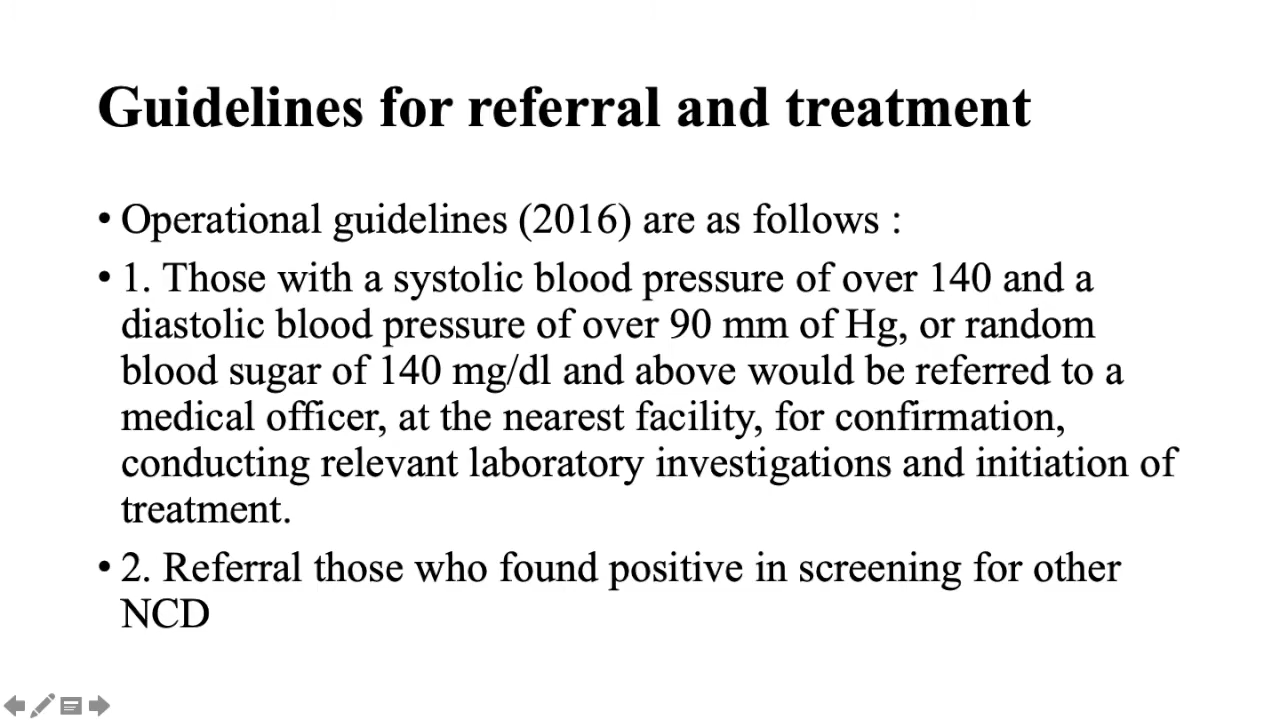 Guidelines for referral and treatment
• Operational guidelines (2016) are as follows :
• 1. Those with a systolic blood pressure of over 140 and a
diastolic blood pressure of over 90 mm of Hg, or random
blood sugar of 140 mg/dl and above would be referred to a
medical officer, at the nearest facility, for confirmation,
conducting relevant laboratory investigations and initiation of
treatment.
• 2. Referral those who found positive in screening for other
NCD